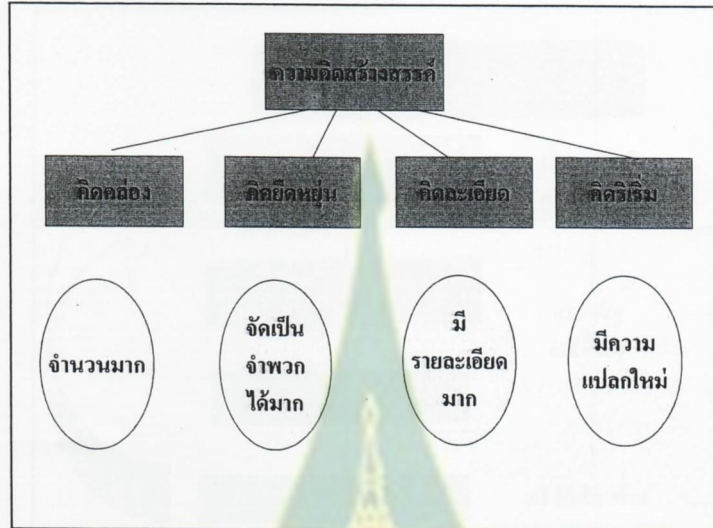 ความคิดสร้างสรรค์
คิดคล่อง
คิดยืดหยุ่น
คิดละเอียด
คิดริเริ่ม
จำนวนมาก
จัดเป็น
จำพวก
ได้มาก
มี
รายละเอียด
มาก
มีความ
แปลกใหม่